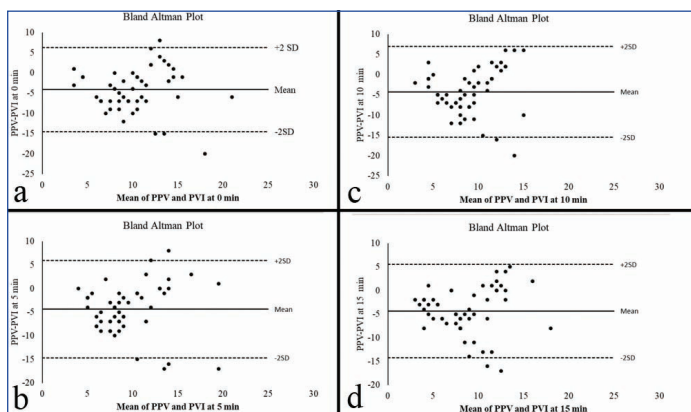 Bland Altman Plot
PPV-PVI at 0 min
10
5
0
-5
-10
-15
-20
-25
+2 SD
Mean
-2SD
0 5 10 15 20 25 30
Mean of PPV and PVI at 0 min
a
Bland Altman Plot
PPV-PVI at 10 min
10
5
0
-5
-10
-15
-20
-25
+2SD
Mean
-2SD
0 5 10 15 20 25 30
Mean of PPV and PVI at 10 min
c
Bland Altman Plot
PPV-PVI at 5 min
10
5
0
-5
-10
-15
-20
+2SD
Mean
-2SD
0 5 10 15 20 25 30
Mean of PPV and PVI at 5 min
b
Bland Altman Plot
PPV-PVI at 15 min
10
5
0
-5
-10
-15
-20
+2SD
Mean
-2SD
0 5 10 15 20 25 30
Mean of PPV and PVI at 15 min
d